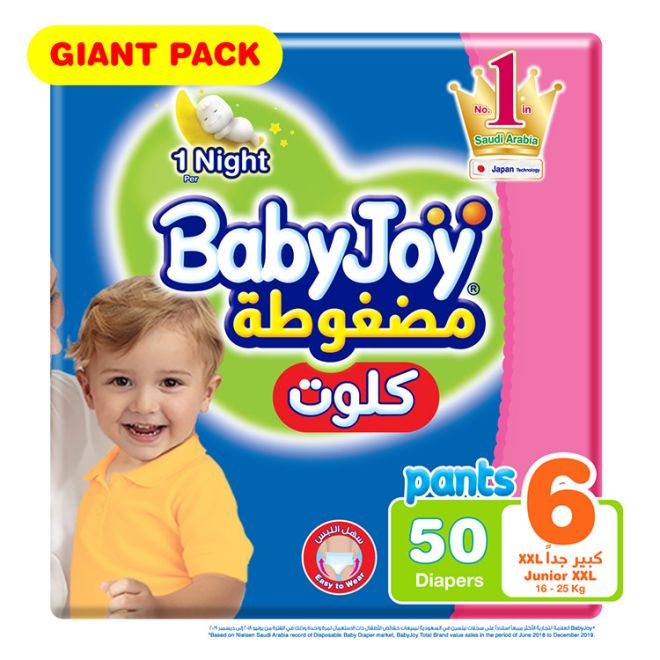 GIANT PACK
No. 1 in
Saudi Arabia
Japan Technology
1 Night
Per
BabyJoy®
مضغوطة
كلوت
pants
6
50
Diapers
كبير جداً XXL
Junior XXL
16 - 25 Kg
سهل اللبس
Easy to Wear
*Based on Nielsen Saudi Arabia record of Disposable Baby Diaper market, BabyJoy Total Brand value sales in the period of June 2018 to December 2019.